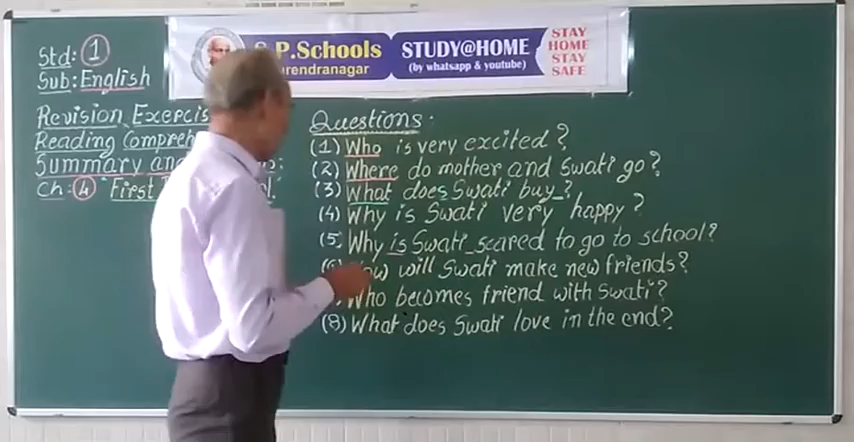 Std: 1
Sub: English
Revision Exercis
Reading Compreh
Summary and
Ch: 4 "First
P.Schools
urendranagar
STUDY@HOME
(by whatsapp & youtube)
STAY
HOME
STAY
SAFE
Questions:
(1) Who is very excited?
(2) Where do mother and Swati go?
(3) What does Swati buy_?
(4) Why is Swati very happy?
(5) Why is Swati scared to go to school?
ow will Swati make new friends?
Who becomes friend with Swati?
(8) What does Swati love in the end?